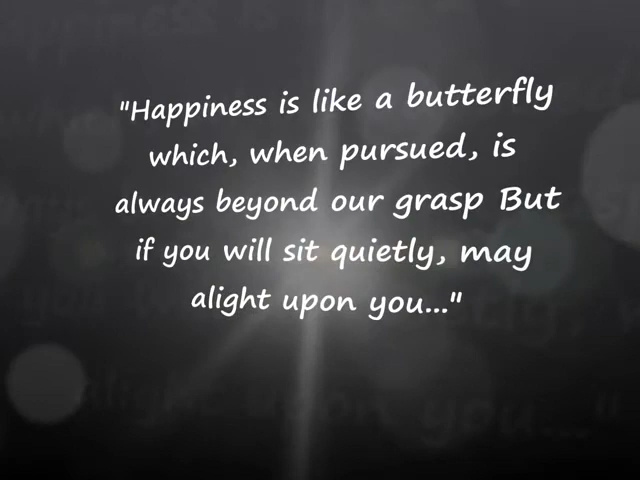 "Happiness is like a butterfly
which, when pursued, is
always beyond our grasp But
if you will sit quietly, may
alight upon you..."